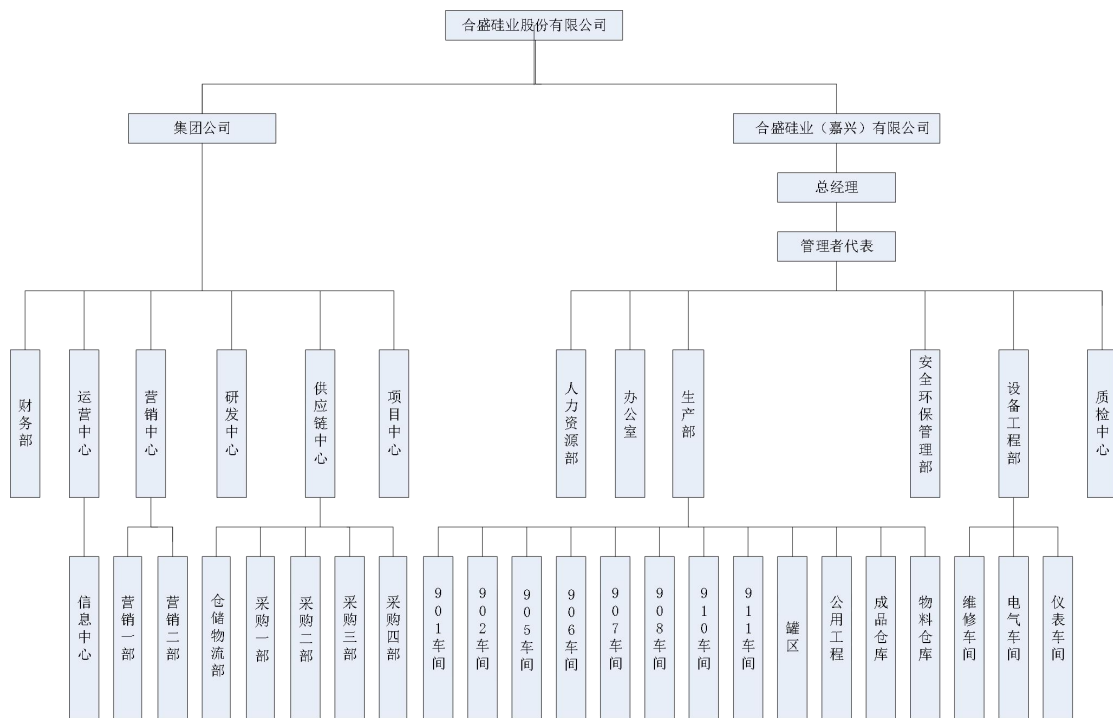 合盛硅业股份有限公司
集团公司
合盛硅业（嘉兴）有限公司
总经理
管理者代表
财务部
运营中心
营销中心
研发中心
供应链中心
项目中心
人力资源部
办公室
生产部
安全环保管理部
设备工程部
质检中心
信息中心
营销一部
营销二部
仓储物流部
采购一部
采购二部
采购三部
采购四部
901车间
902车间
905车间
906车间
907车间
908车间
910车间
911车间
罐区
公用工程
成品仓库
物料仓库
维修车间
电气车间
仪表车间